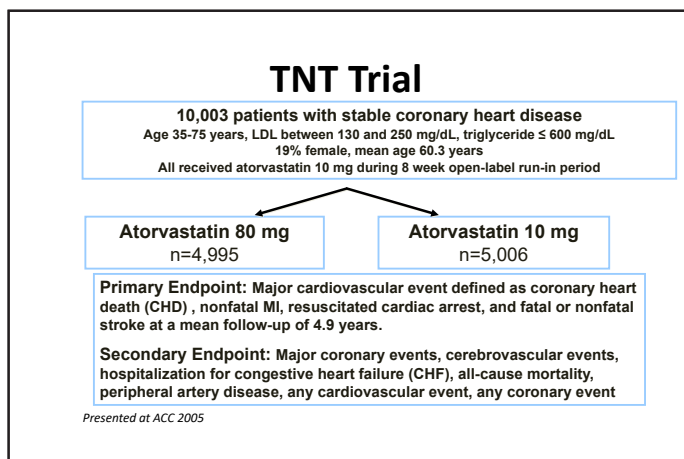 TNT Trial
10,003 patients with stable coronary heart disease
Age 35-75 years, LDL between 130 and 250 mg/dL, triglyceride ≤ 600 mg/dL
19% female, mean age 60.3 years
All received atorvastatin 10 mg during 8 week open-label run-in period
Atorvastatin 80 mg
n=4,995
Atorvastatin 10 mg
n=5,006
Primary Endpoint: Major cardiovascular event defined as coronary heart
death (CHD) , nonfatal MI, resuscitated cardiac arrest, and fatal or nonfatal
stroke at a mean follow-up of 4.9 years.
Secondary Endpoint: Major coronary events, cerebrovascular events,
hospitalization for congestive heart failure (CHF), all-cause mortality,
peripheral artery disease, any cardiovascular event, any coronary event
Presented at ACC 2005